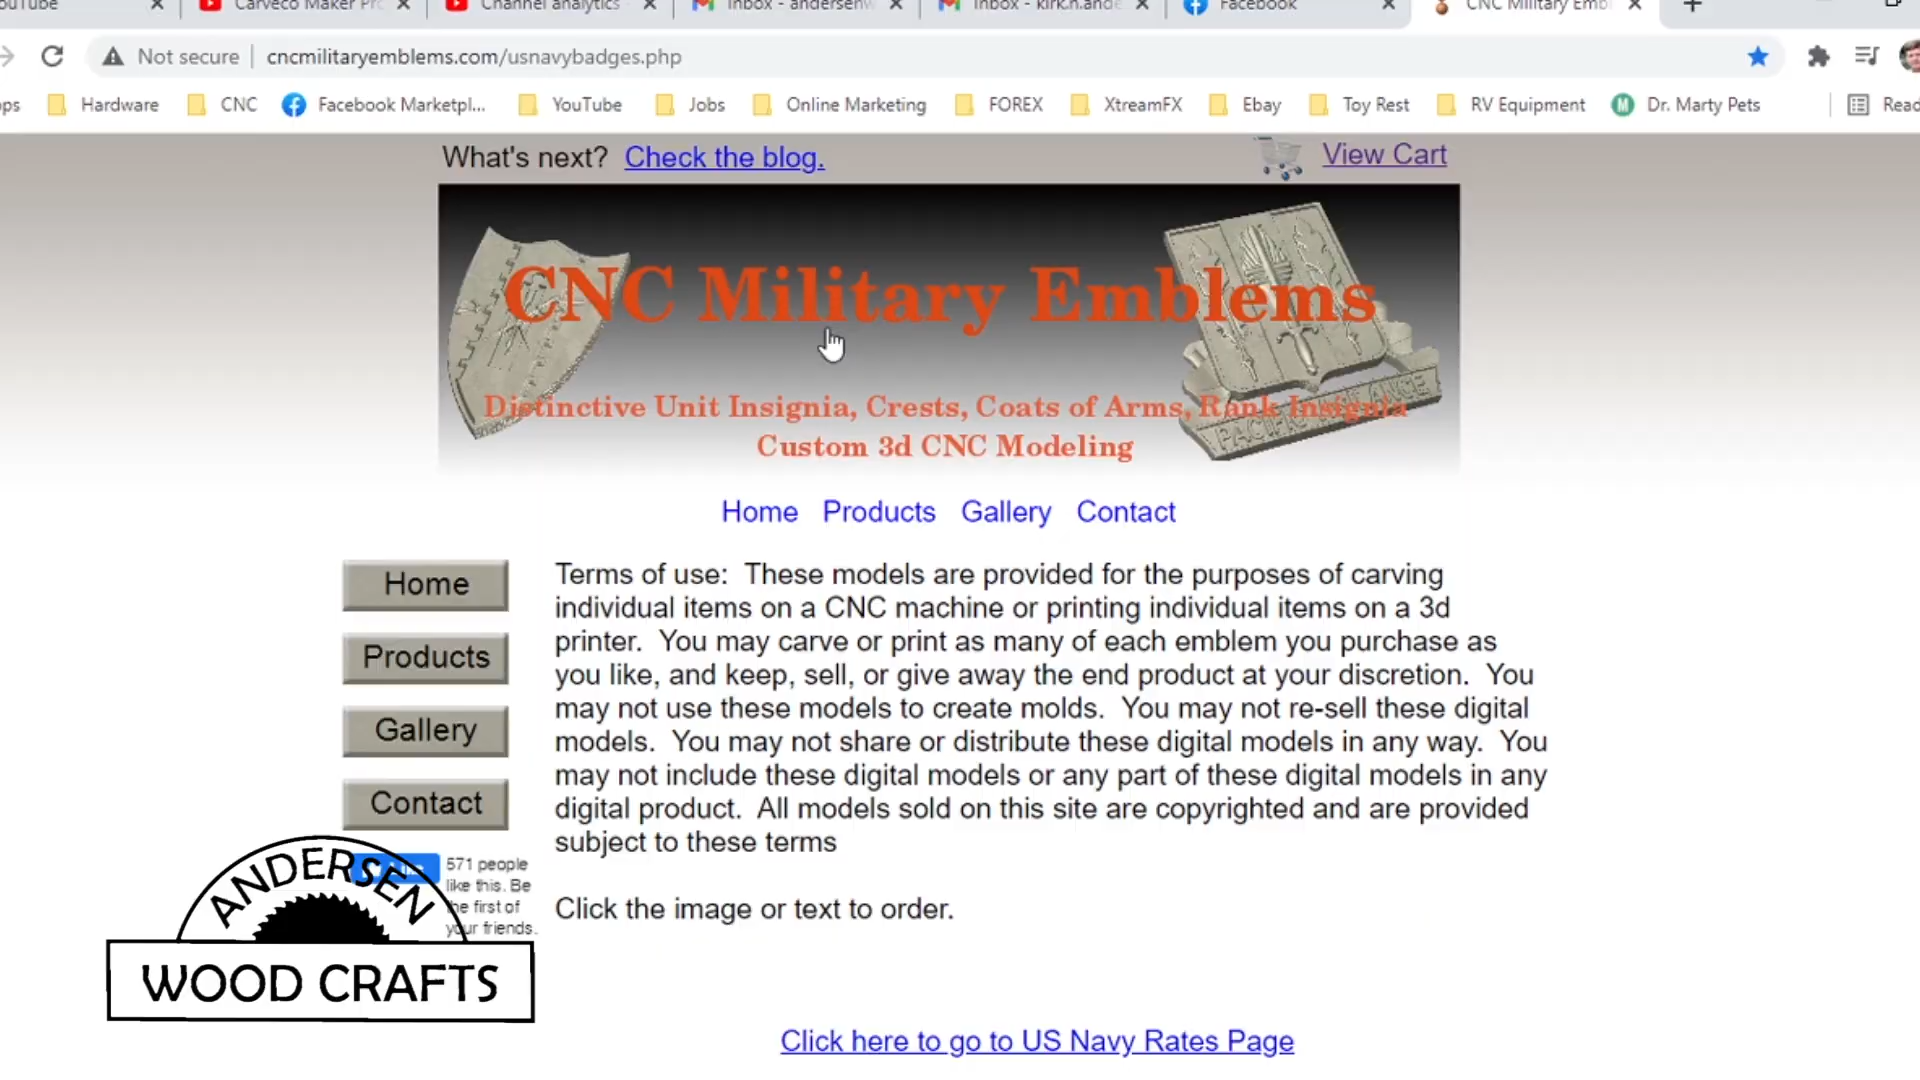 Carveco Maker Pr
Channel analytics
Inbox - andersenw
Inbox - kirk.n.ande
Facebook
CNC Military Embl
Not secure
cncmilitaryemblems.com/usnavybadges.php
Hardware
CNC
Facebook Marketpl...
YouTube
Jobs
Online Marketing
FOREX
XtreamFX
Ebay
Toy Rest
RV Equipment
M
Dr. Marty Pets
Read
What's next? Check the blog.
View Cart
CNC Military Emblems
Distinctive Unit Insignia, Crests, Coats of Arms, Rank Insignia
Custom 3d CNC Modeling
Home Products Gallery Contact
Home
Products
Gallery
Contact
Terms of use: These models are provided for the purposes of carving
individual items on a CNC machine or printing individual items on a 3d
printer. You may carve or print as many of each emblem you purchase as
you like, and keep, sell, or give away the end product at your discretion. You
may not use these models to create molds. You may not re-sell these digital
models. You may not share or distribute these digital models in any way. You
may not include these digital models or any part of these digital models in any
digital product. All models sold on this site are copyrighted and are provided
subject to these terms
571 people
like this. Be
the first of
your friends.
Click the image or text to order.
ANDERSEN
WOOD CRAFTS
Click here to go to US Navy Rates Page